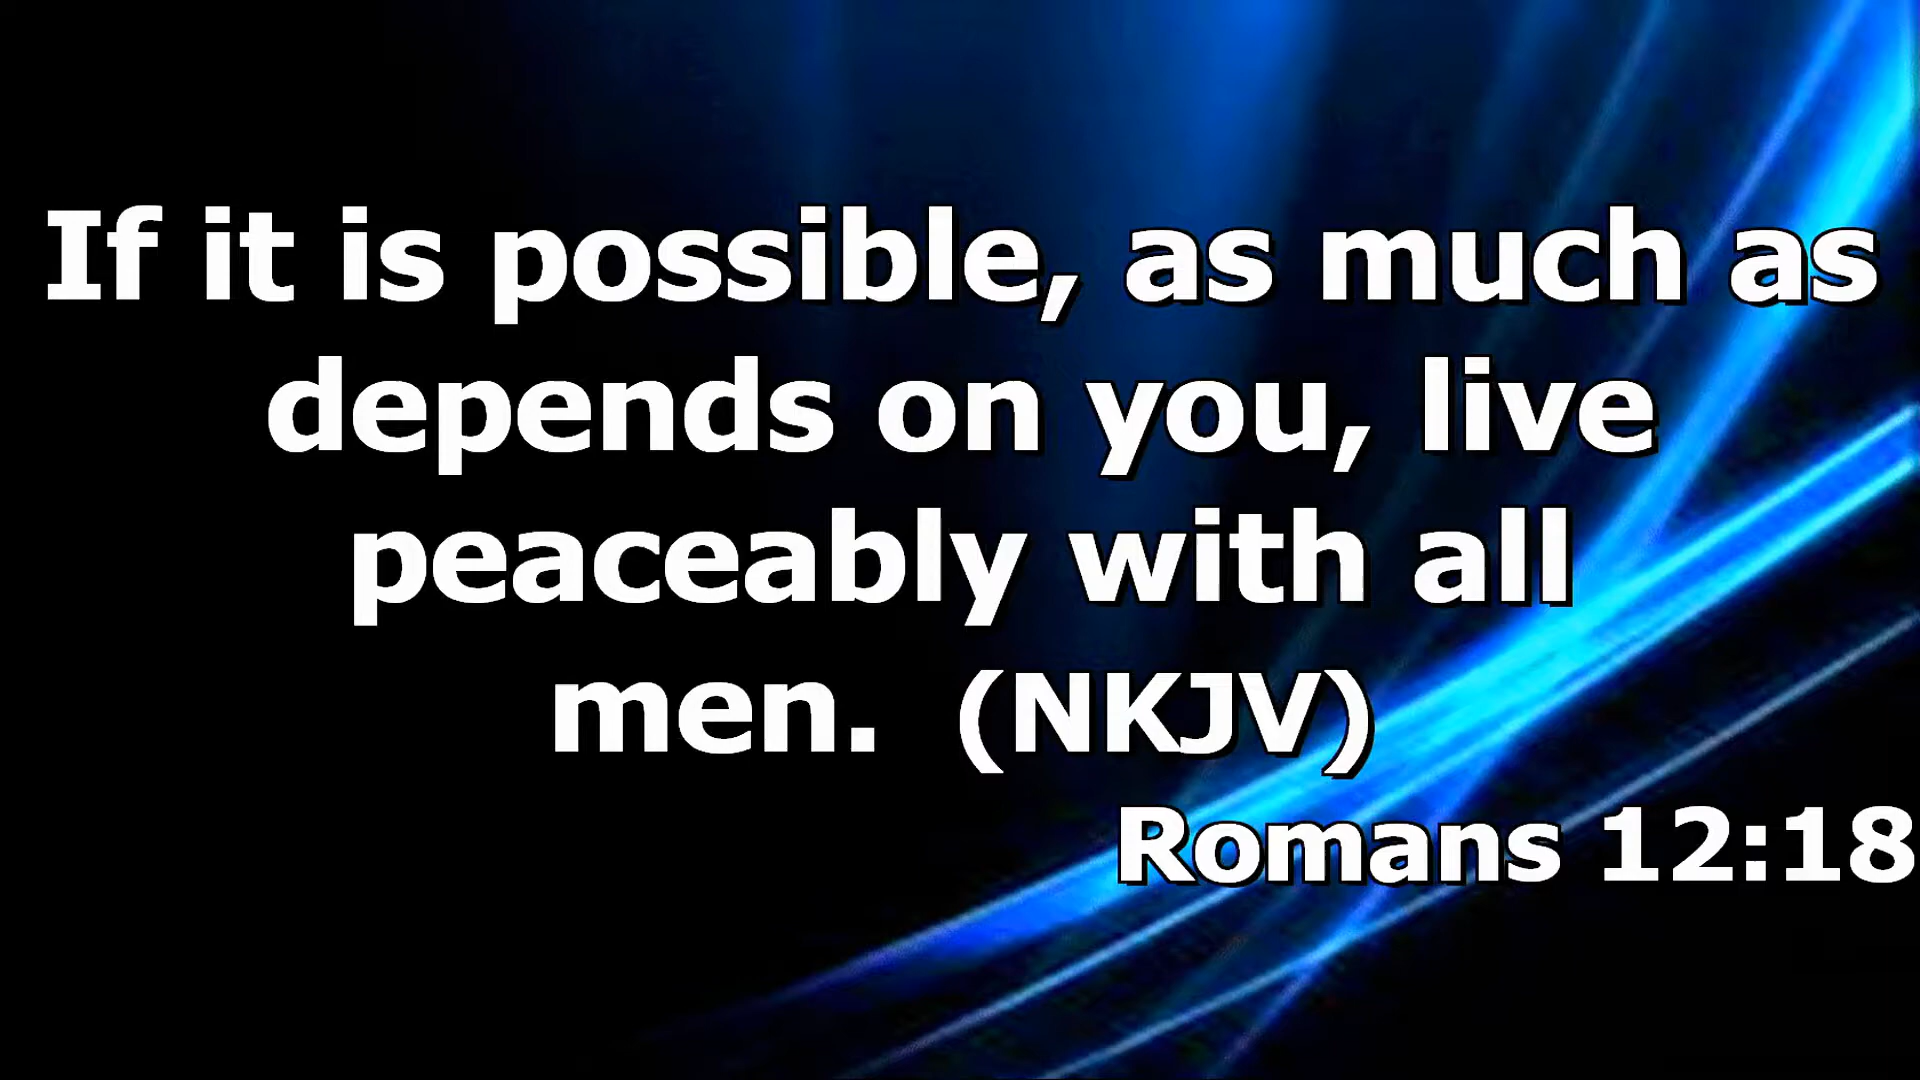 If it is possible, as much as
depends on you, live
peaceably with all
men.  (NKJV)
Romans 12:18